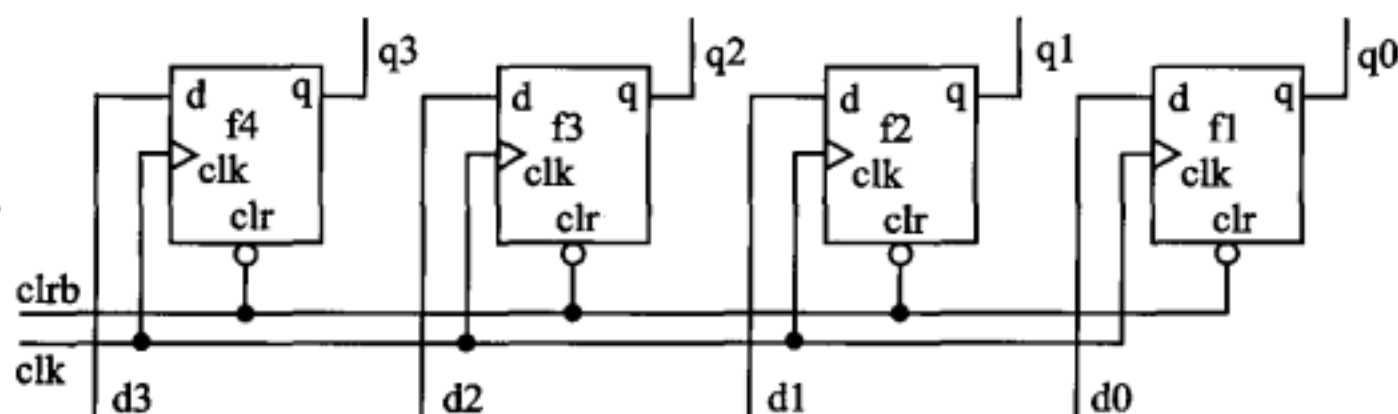 q3 q2 q1 q0
d q d q d q d q
f4 f3 f2 f1
clk clk clk clk
clr clr clr clr
clrb
clk
d3 d2 d1 d0